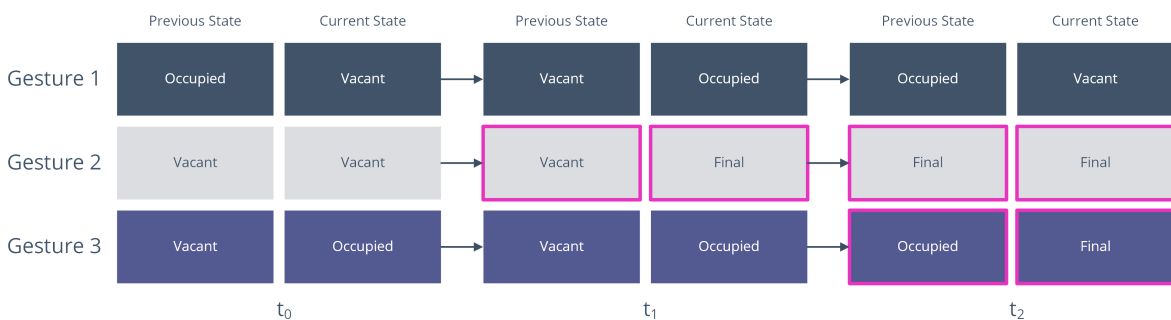 Previous State Current State Previous State Current State Previous State Current State
Gesture 1 Occupied Vacant Vacant Occupied Occupied Vacant
Gesture 2 Vacant Vacant Vacant Final Final Final
Gesture 3 Vacant Occupied Vacant Occupied Occupied Final
t₀ t₁ t₂